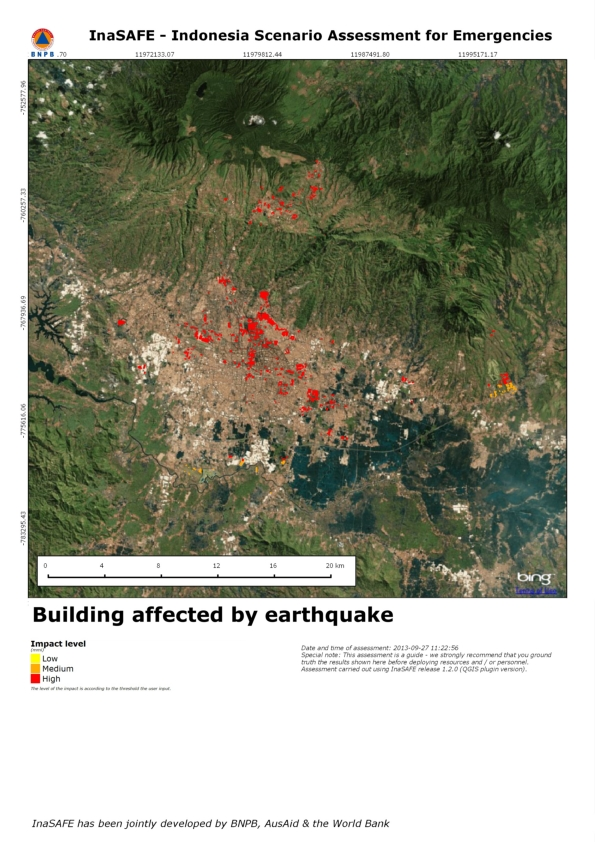 InaSAFE - Indonesia Scenario Assessment for Emergencies
BNPB
.70 11972133.07 11979812.44 11987491.80 11995171.17
-752577.96
-760257.33
-767936.69
-775616.06
-783295.43
0 4 8 12 16 20 km
bing
Terms of Use
Building affected by earthquake
Impact level
(mmi)
Low
Medium
High
The level of the impact is according to the threshold the user input.
Date and time of assessment: 2013-09-27 11:22:56
Special note: This assessment is a guide - we strongly recommend that you ground
truth the results shown here before deploying resources and / or personnel.
Assessment carried out using InaSAFE release 1.2.0 (QGIS plugin version).
InaSAFE has been jointly developed by BNPB, AusAid & the World Bank